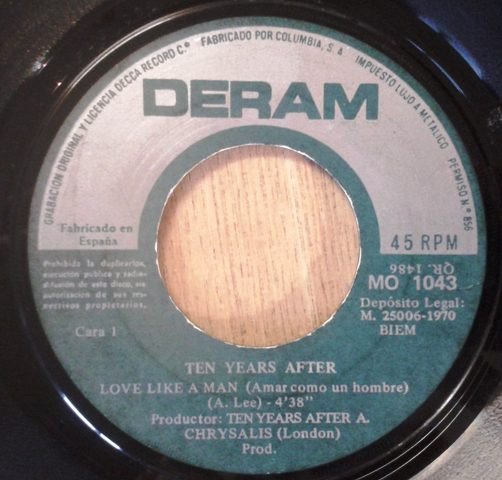 GRABACION ORIGINAL Y LICENCIA DECCA RECORD Cº FABRICADO POR COLUMBIA, S. A. IMPUESTO LUJO A METALICO PERMISO Nº 856
DERAM
Fabricado en
España
45 RPM
QR. 1486
MO 1043
Prohibida la duplicación,
ejecución pública y radio-
difusión de este disco, sin
autorización de sus res-
pectivos propietarios.
Depósito Legal:
M. 25006-1970
BIEM
Cara 1
TEN YEARS AFTER
LOVE LIKE A MAN (Amar como un hombre)
(A. Lee) - 4'38"
Productor: TEN YEARS AFTER A.
CHRYSALIS (London)
Prod.